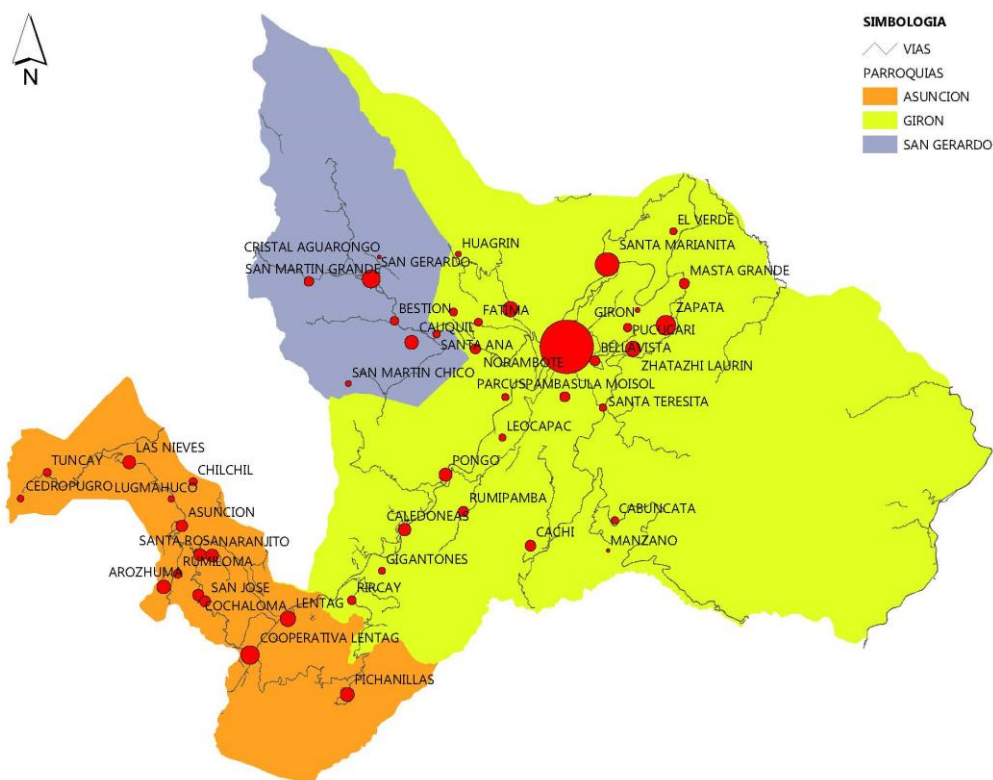 SIMBOLOGIA
VIAS
PARROQUIAS
ASUNCION
GIRON
SAN GERARDO
N
EL VERDE
SANTA MARIANITA
HUAGRIN
CRISTAL AGUARONGO
SAN GERARDO
SAN MARTIN GRANDE
MASTA GRANDE
BESTION
FATIMA
GIRON
ZAPATA
CAUQUIL
PUCUCARI
SANTA ANA
BELLAVISTA
NORAMBOTE
ZHATAZHI LAURIN
SAN MARTIN CHICO
PARCUSPAMBA
SULA MOISOL
SANTA TERESITA
LEOCAPAC
LAS NIEVES
TUNCAY
CHILCHIL
PONGO
CEDROPUGRO
LUGMAHUCO
ASUNCION
RUMIPAMBA
CABUNCATA
CALEDONEAS
CACHI
SANTA ROSA
NARANJITO
MANZANO
RUMILOMA
GIGANTONES
AROZHUMA
SAN JOSE
RIRCAY
COCHALOMA
LENTAG
COOPERATIVA LENTAG
PICHANILLAS